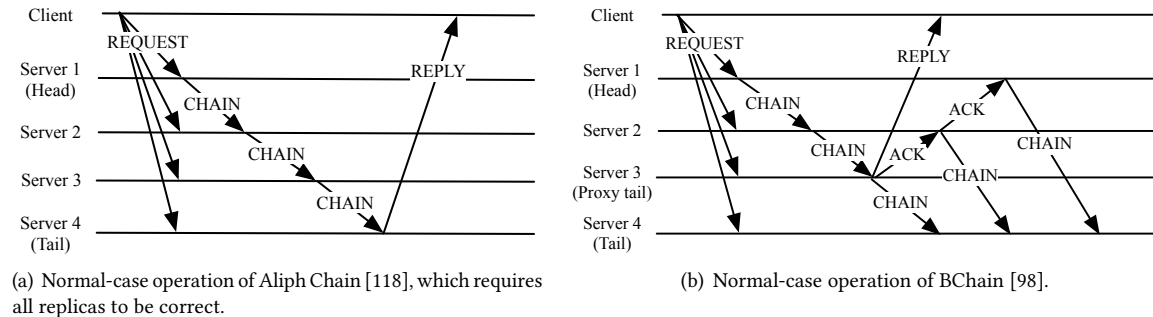 Client
REQUEST
Server 1
(Head)
REPLY
CHAIN
Server 2
CHAIN
Server 3
CHAIN
Server 4
(Tail)
(a) Normal-case operation of Aliph Chain [118], which requires
all replicas to be correct.
Client
REQUEST
REPLY
Server 1
(Head)
CHAIN
ACK
Server 2
CHAIN
ACK
CHAIN
Server 3
(Proxy tail)
CHAIN
CHAIN
Server 4
(Tail)
(b) Normal-case operation of BChain [98].